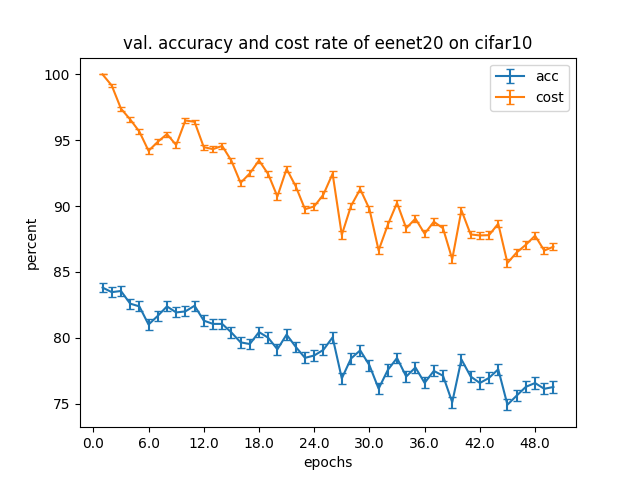 val. accuracy and cost rate of eenet20 on cifar10
acc
cost
percent
100
95
90
85
80
75
0.0 6.0 12.0 18.0 24.0 30.0 36.0 42.0 48.0
epochs